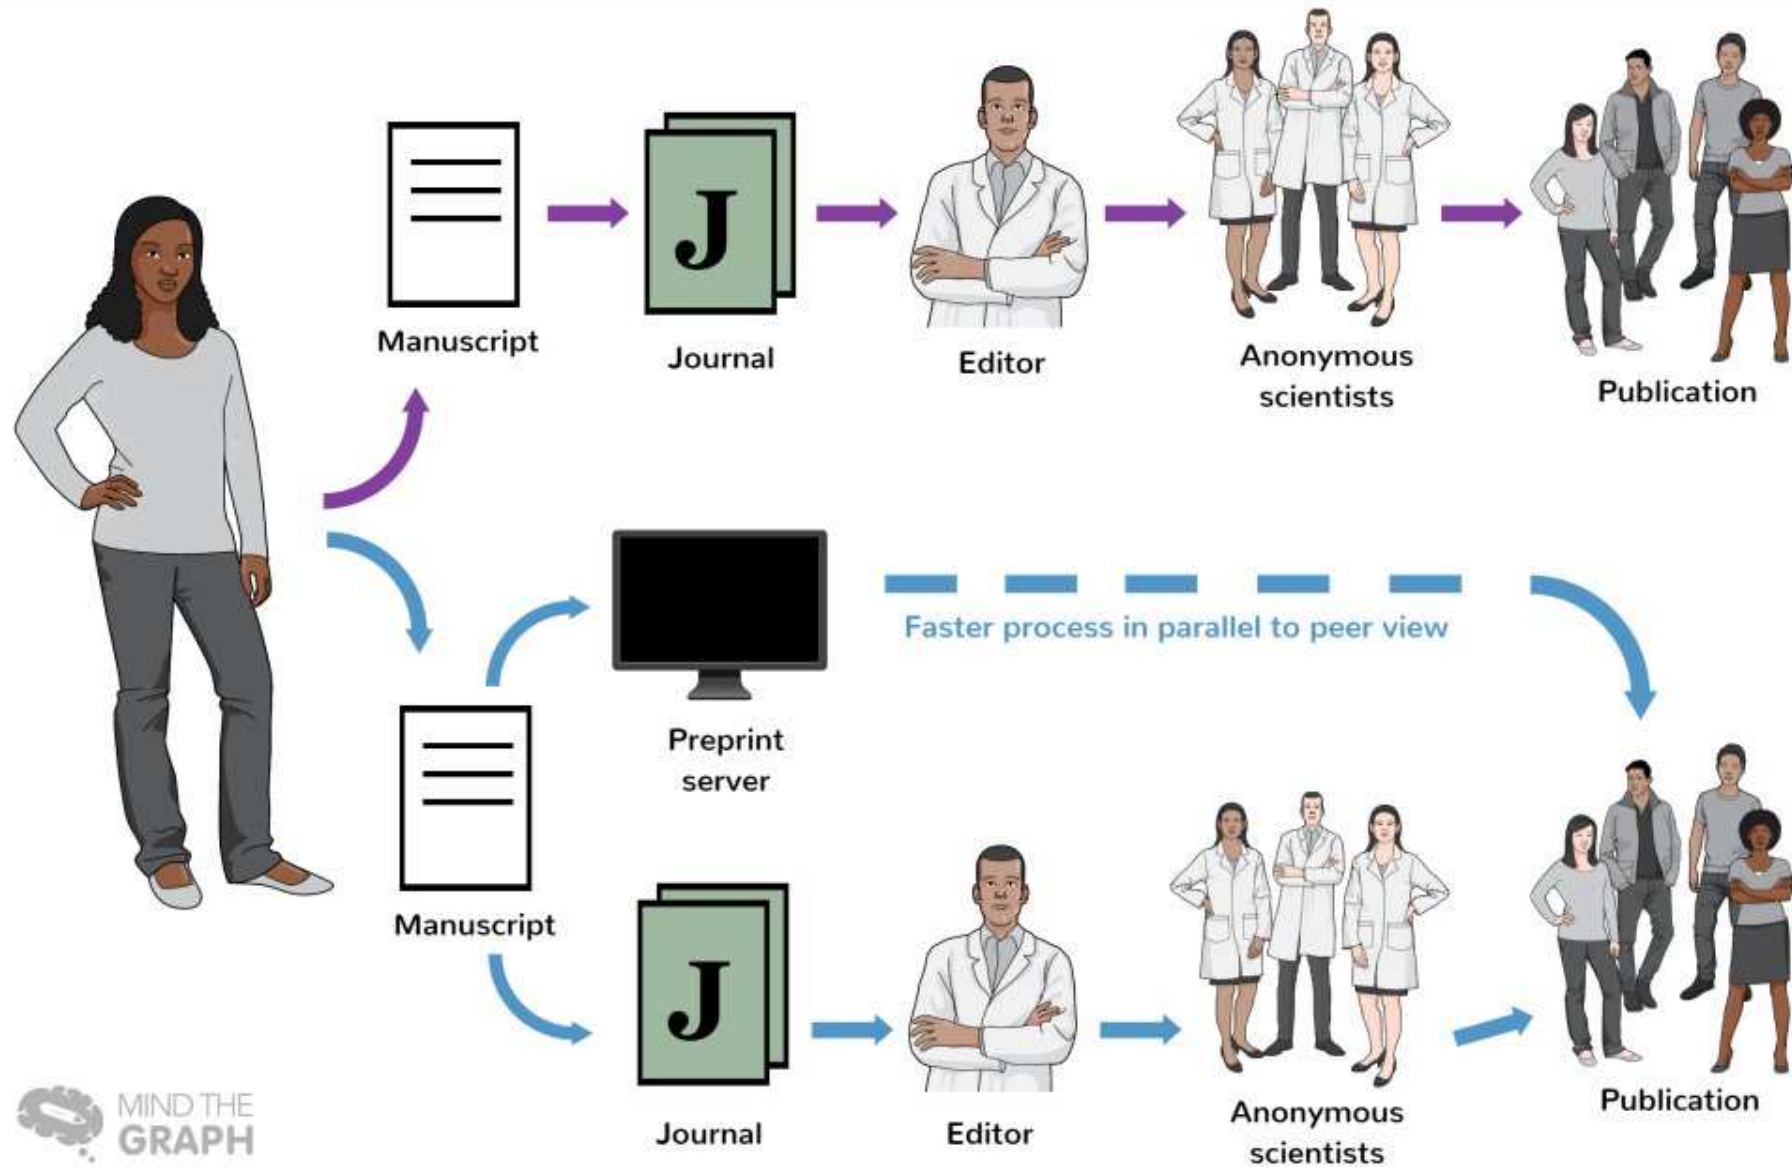 Manuscript
J
Journal
Editor
Anonymous
scientists
Publication
Faster process in parallel to peer view
Preprint
server
Manuscript
J
Journal
Editor
Anonymous
scientists
Publication
MIND THE
GRAPH